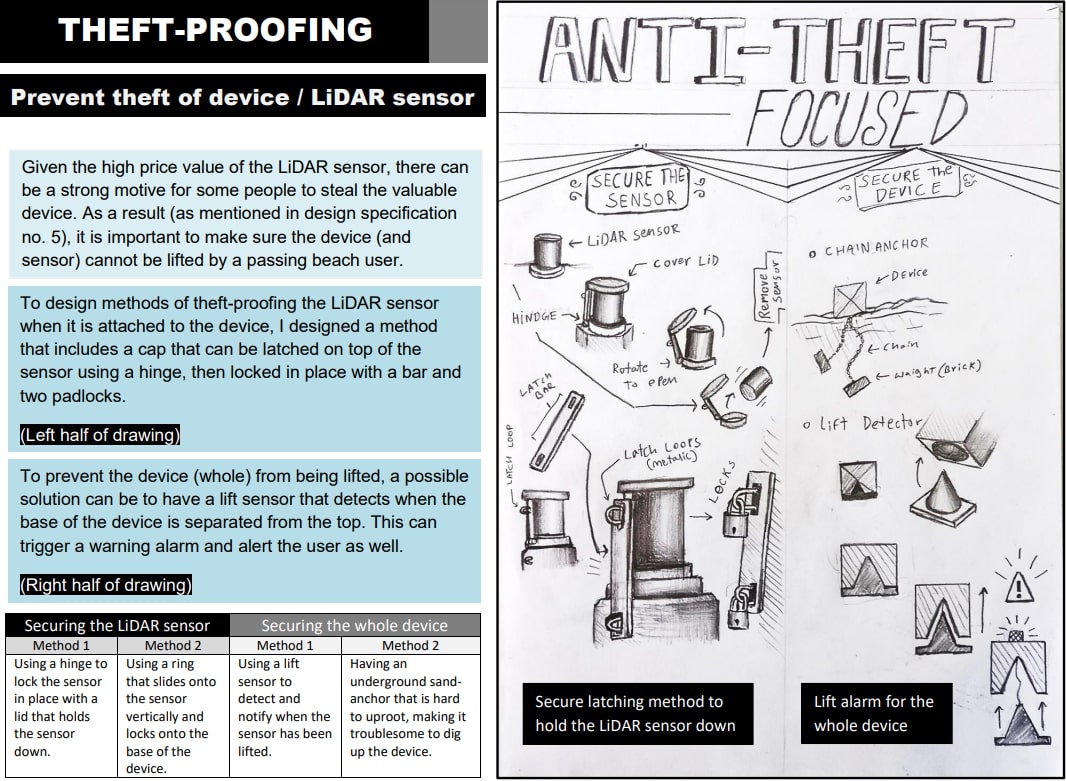 THEFT-PROOFING
Prevent theft of device / LiDAR sensor
Given the high price value of the LiDAR sensor, there can
be a strong motive for some people to steal the valuable
device. As a result (as mentioned in design specification
no. 5), it is important to make sure the device (and
sensor) cannot be lifted by a passing beach user.
To design methods of theft-proofing the LiDAR sensor
when it is attached to the device, I designed a method
that includes a cap that can be latched on top of the
sensor using a hinge, then locked in place with a bar and
two padlocks.
(Left half of drawing)
To prevent the device (whole) from being lifted, a possible
solution can be to have a lift sensor that detects when the
base of the device is separated from the top. This can
trigger a warning alarm and alert the user as well.
(Right half of drawing)
Securing the LiDAR sensor
Securing the whole device
Method 1
Method 2
Method 1
Method 2
Using a hinge to
lock the sensor
in place with a
lid that holds
the sensor
down.
Using a ring
that slides onto
the sensor
vertically and
locks onto the
base of the
device.
Using a lift
sensor to
detect and
notify when the
sensor has been
lifted.
Having an
underground sand-
anchor that is hard
to uproot, making it
troublesome to dig
up the device.
ANTI-THEFT
FOCUSED
SECURE THE
SENSOR
LiDAR SENSOR
COVER LID
HINDGE
Rotate
To open
Remove
Sensor
LATCH
BAR
LATCH LOOP
Latch Loops
(metalic)
LOCKS
Secure latching method to
hold the LiDAR sensor down
SECURE the
DEVICE
CHAIN ANCHOR
Device
Chain
Waight (Brick)
Lift Detector
Lift alarm for the
whole device